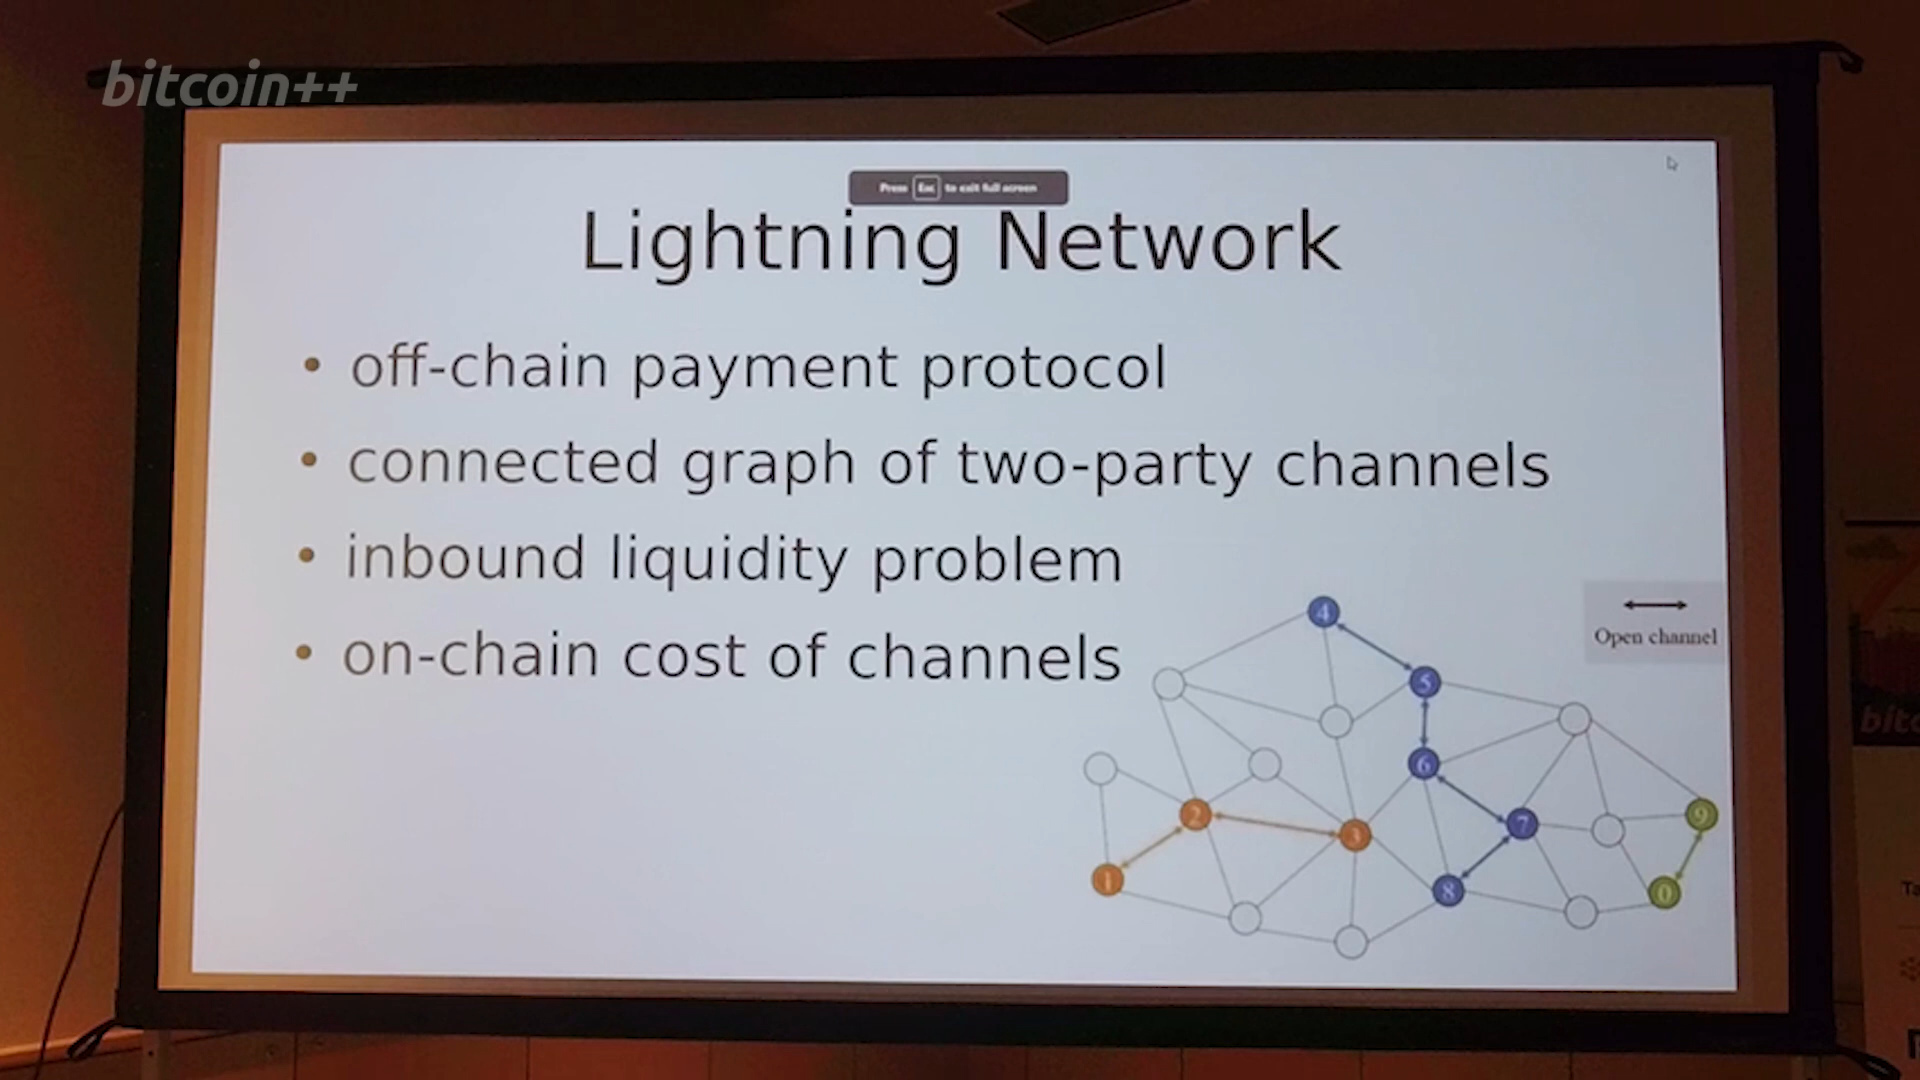 bitcoin++
Press Esc to exit full screen
Lightning Network
• off-chain payment protocol
• connected graph of two-party channels
• inbound liquidity problem
• on-chain cost of channels
Open channel
4
5
6
2
3
7
9
1
8
0